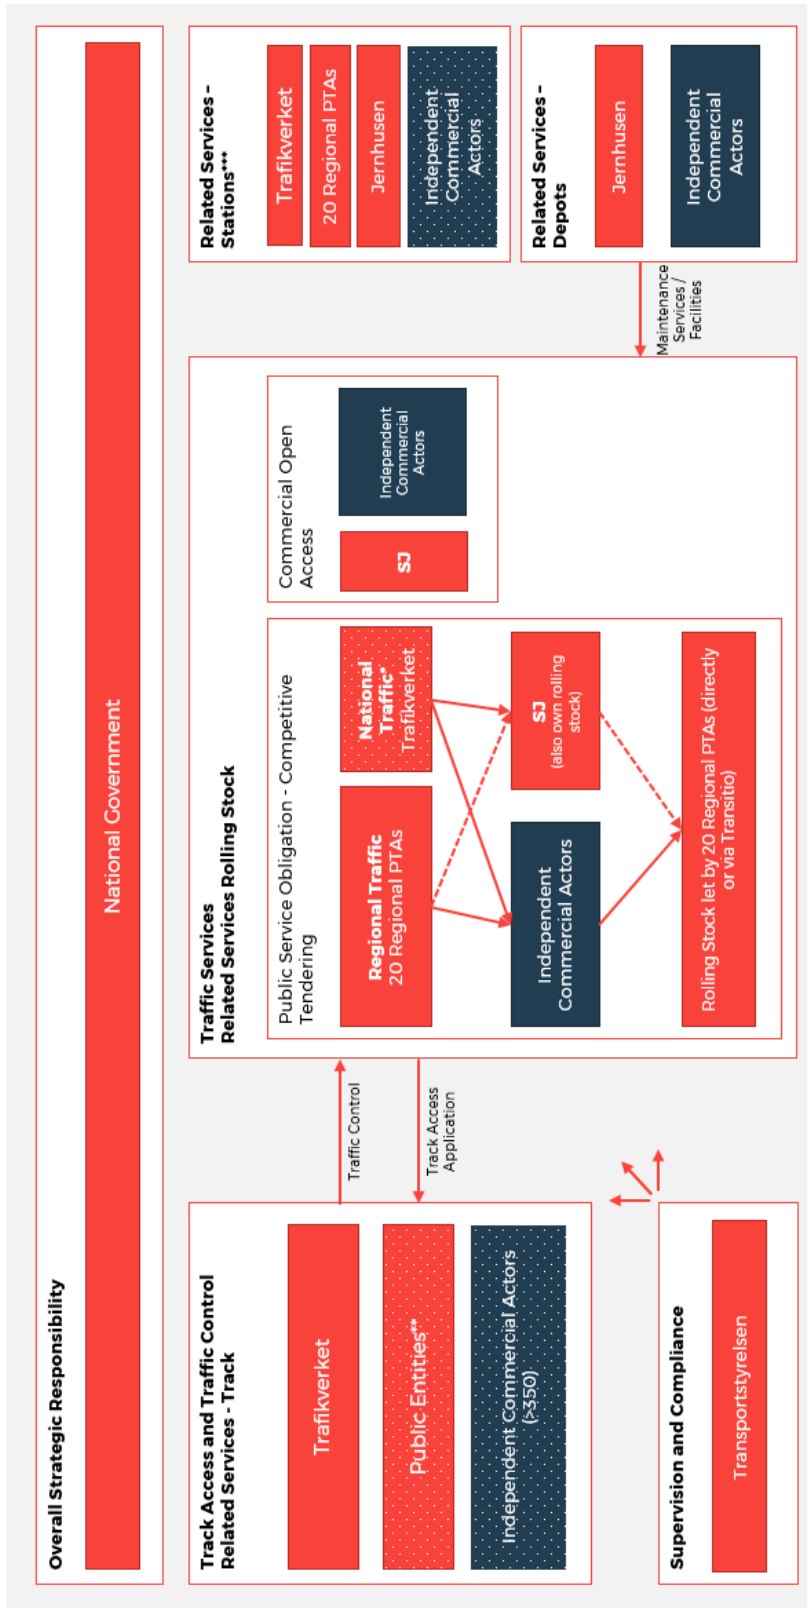 Overall Strategic Responsibility
National Government
Track Access and Traffic Control
Related Services - Track
Trafikverket
Public Entities**
Independent Commercial Actors
(>350)
Traffic Control
Track Access
Application
Supervision and Compliance
Transportstyrelsen
Traffic Services
Related Services Rolling Stock
Public Service Obligation - Competitive
Tendering
Regional Traffic
20 Regional PTAs
National
Traffic*
Trafikverket
Independent
Commercial Actors
SJ
(also own rolling
stock)
Rolling Stock let by 20 Regional PTAs (directly
or via Transitio)
Commercial Open
Access
SJ
Independent
Commercial
Actors
Related Services –
Stations***
Trafikverket
20 Regional PTAs
Jernhusen
Independent
Commercial
Actors
Related Services –
Depots
Jernhusen
Independent
Commercial
Actors
Maintenance
Services /
Facilities